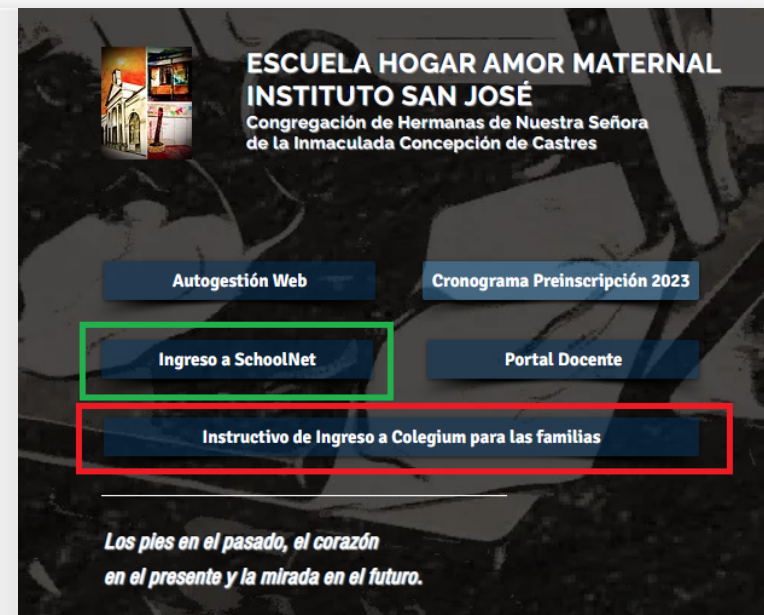 ESCUELA HOGAR AMOR MATERNAL
INSTITUTO SAN JOSÉ
Congregación de Hermanas de Nuestra Señora
de la Inmaculada Concepción de Castres
Autogestión Web
Cronograma Preinscripción 2023
Ingreso a SchoolNet
Portal Docente
Instructivo de Ingreso a Colegium para las familias
Los pies en el pasado, el corazón
en el presente y la mirada en el futuro.